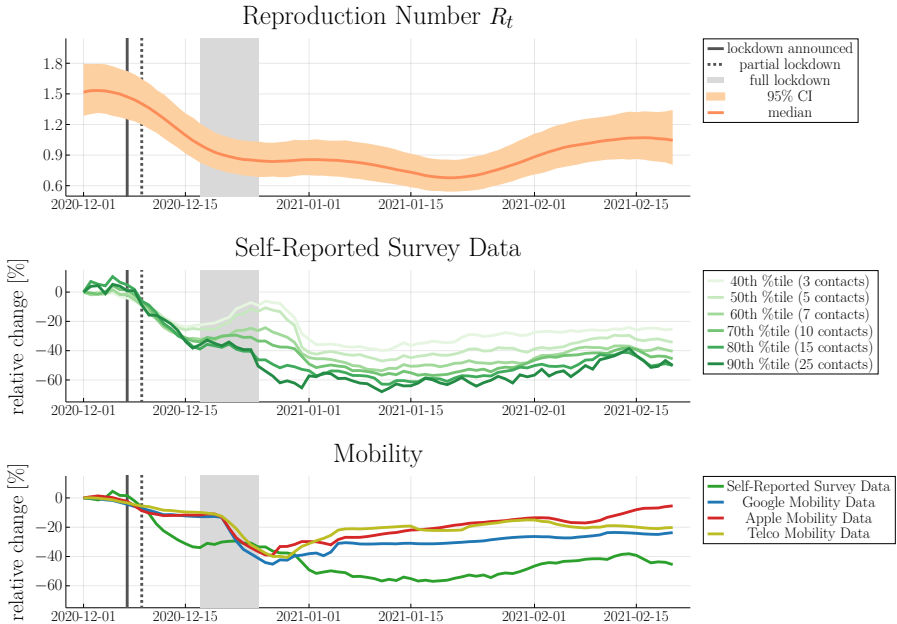 Reproduction Number Rₜ
1.8
1.5
1.2
0.9
0.6
2020-12-01 2020-12-15 2021-01-01 2021-01-15 2021-02-01 2021-02-15
lockdown announced
partial lockdown
full lockdown
95% CI
median
Self-Reported Survey Data
relative change [%]
0
−20
−40
−60
2020-12-01 2020-12-15 2021-01-01 2021-01-15 2021-02-01 2021-02-15
40th %tile (3 contacts)
50th %tile (5 contacts)
60th %tile (7 contacts)
70th %tile (10 contacts)
80th %tile (15 contacts)
90th %tile (25 contacts)
Mobility
relative change [%]
0
−20
−40
−60
2020-12-01 2020-12-15 2021-01-01 2021-01-15 2021-02-01 2021-02-15
Self-Reported Survey Data
Google Mobility Data
Apple Mobility Data
Telco Mobility Data